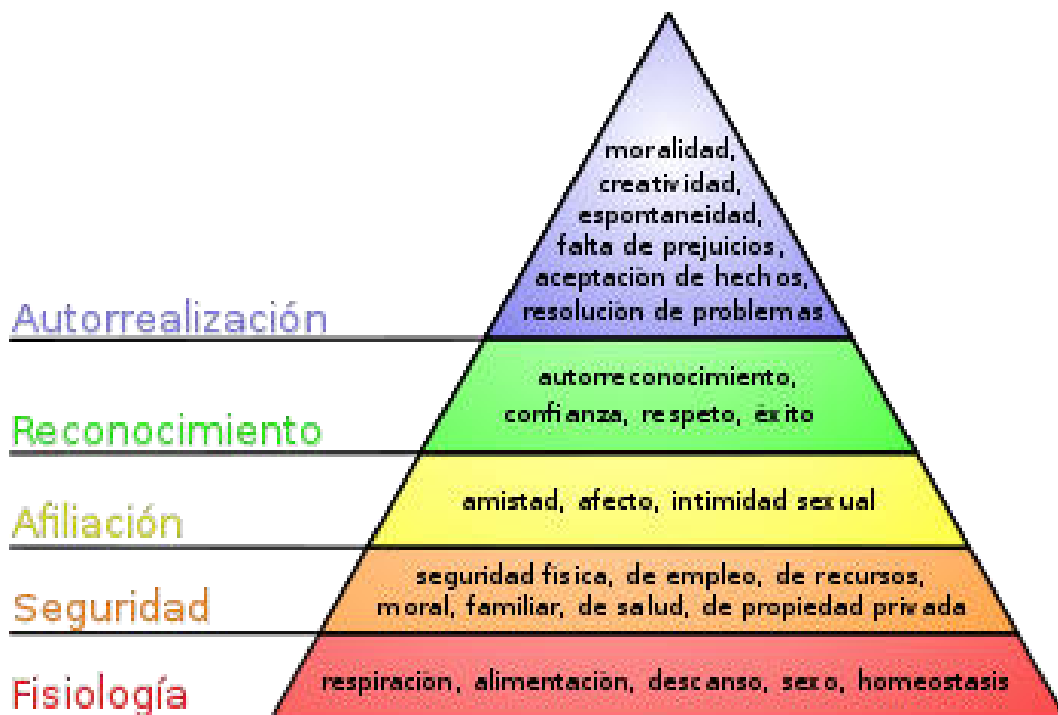 moralidad,
creatividad,
espontaneidad,
falta de prejuicios,
aceptación de hechos,
resolución de problemas
Autorrealización
autorreconocimiento,
confianza, respeto, éxito
Reconocimiento
amistad, afecto, intimidad sexual
Afiliación
seguridad física, de empleo, de recursos,
moral, familiar, de salud, de propiedad privada
Seguridad
respiración, alimentación, descanso, sexo, homeostasis
Fisiología